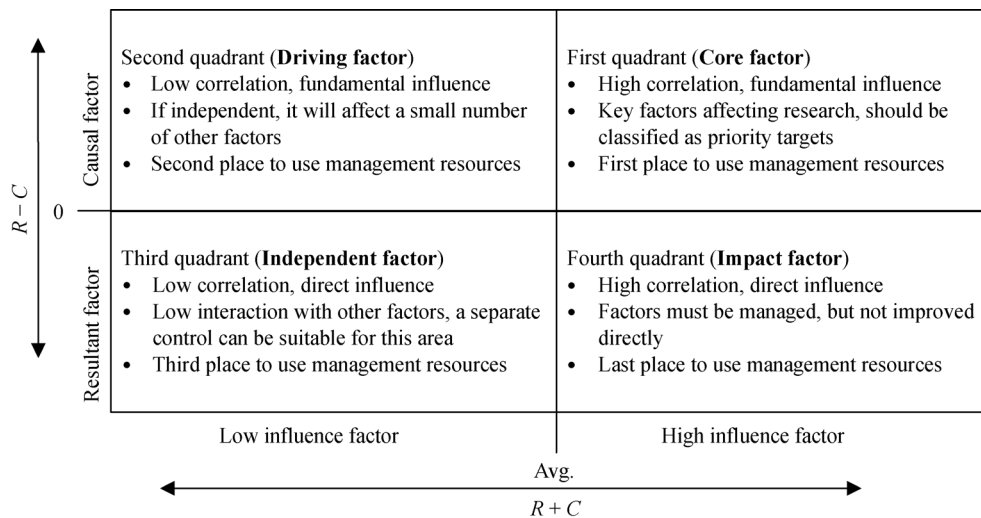 Second quadrant (Driving factor)
• Low correlation, fundamental influence
• If independent, it will affect a small number
of other factors
• Second place to use management resources
First quadrant (Core factor)
• High correlation, fundamental influence
• Key factors affecting research, should be
classified as priority targets
• First place to use management resources
Causal factor
R – C
0
Third quadrant (Independent factor)
• Low correlation, direct influence
• Low interaction with other factors, a separate
control can be suitable for this area
• Third place to use management resources
Fourth quadrant (Impact factor)
• High correlation, direct influence
• Factors must be managed, but not improved
directly
• Last place to use management resources
Resultant factor
Low influence factor
High influence factor
Avg.
R + C